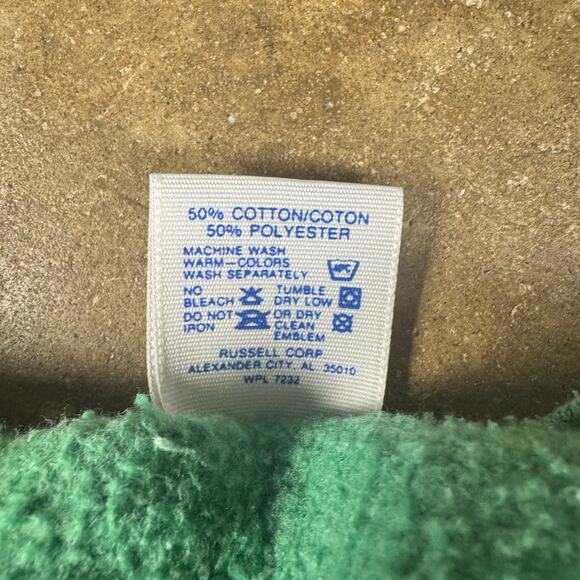 50% COTTON/COTON
50% POLYESTER
MACHINE WASH
WARM—COLORS
WASH SEPARATELY
NO BLEACH
TUMBLE DRY LOW
DO NOT IRON
OR DRY CLEAN EMBLEM
RUSSELL CORP
ALEXANDER CITY, AL 35010
WPL 7232